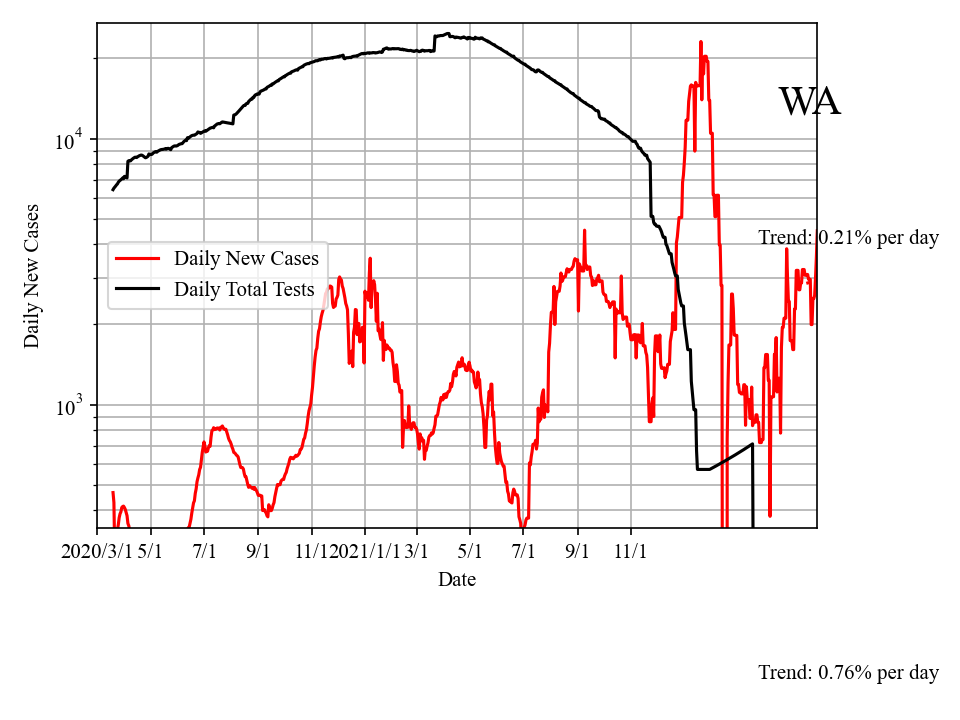 WA
10^4
Trend: 0.21% per day
Daily New Cases
Daily New Cases
Daily Total Tests
10^3
2020/3/1 5/1 7/1 9/1 11/1 2021/1/1 3/1 5/1 7/1 9/1 11/1
Date
Trend: 0.76% per day